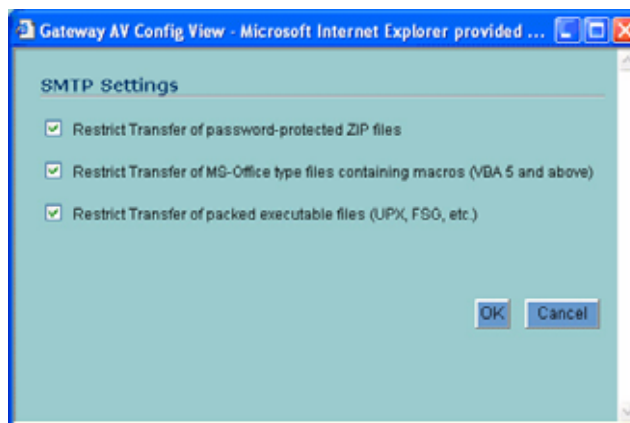 Gateway AV Config View - Microsoft Internet Explorer provided ...
SMTP Settings
Restrict Transfer of password-protected ZIP files
Restrict Transfer of MS-Office type files containing macros (VBA 5 and above)
Restrict Transfer of packed executable files (UPX, FSG, etc.)
OK
Cancel